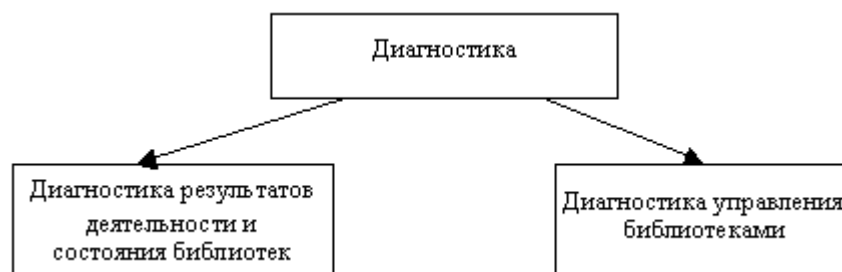 Диагностика
Диагностика результатов
деятельности и
состояния библиотек
Диагностика управления
библиотеками